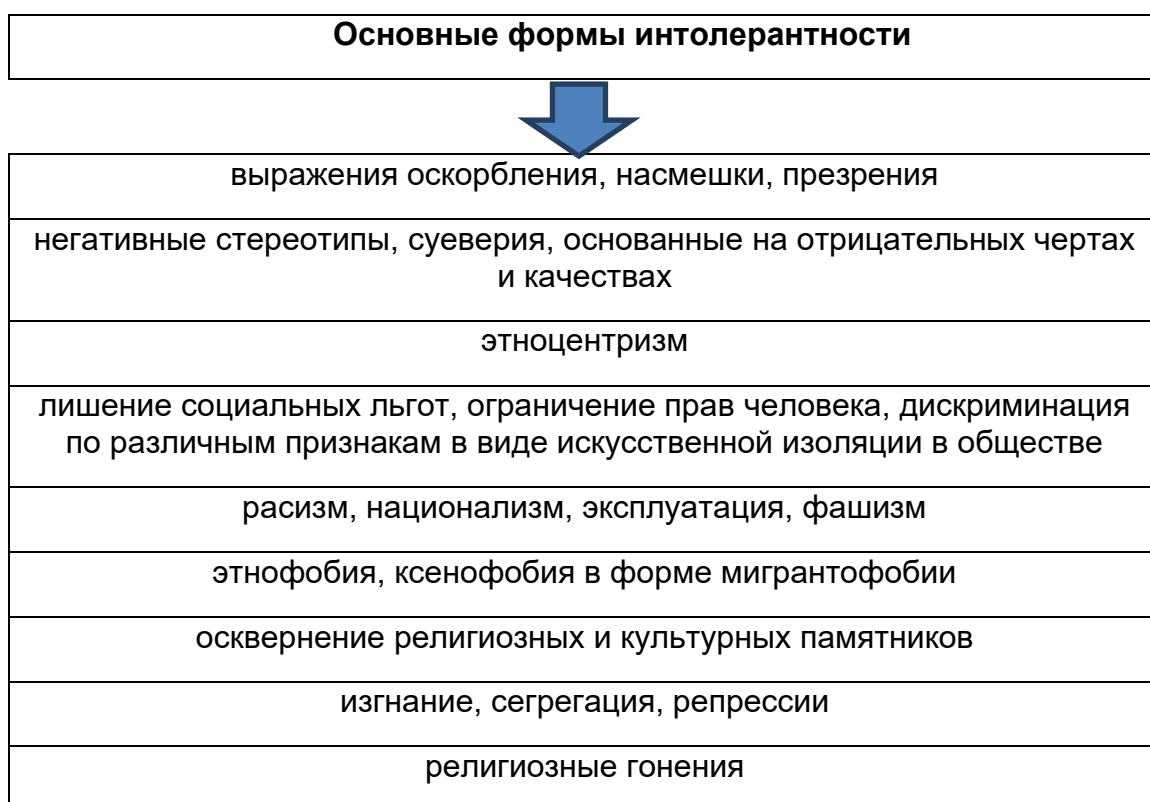 Основные формы интолерантности
выражения оскорбления, насмешки, презрения
негативные стереотипы, суеверия, основанные на отрицательных чертах
и качествах
этноцентризм
лишение социальных льгот, ограничение прав человека, дискриминация
по различным признакам в виде искусственной изоляции в обществе
расизм, национализм, эксплуатация, фашизм
этнофобия, ксенофобия в форме мигрантофобии
осквернение религиозных и культурных памятников
изгнание, сегрегация, репрессии
религиозные гонения